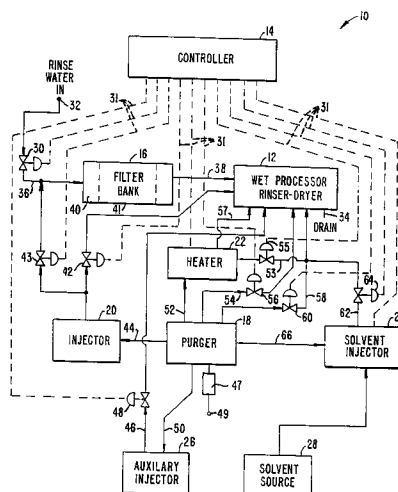 10
14
CONTROLLER
RINSE
WATER
IN
31
31
32
30
16
12
36
FILTER
BANK
38
WET PROCESSOR
RINSER-DRYER
40
41
57
34
DRAIN
31
22
55
HEATER
53
43
42
54
56
64
58
52
60
62
20
18
INJECTOR
44
PURGER
66
SOLVENT
INJECTOR
2
47
48
49
46
50
26
28
AUXILARY
INJECTOR
SOLVENT
SOURCE